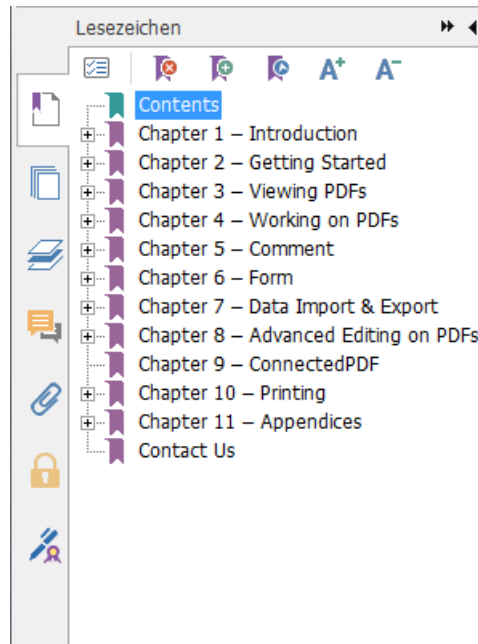 Lesezeichen
A+ A-
Contents
Chapter 1 – Introduction
Chapter 2 – Getting Started
Chapter 3 – Viewing PDFs
Chapter 4 – Working on PDFs
Chapter 5 – Comment
Chapter 6 – Form
Chapter 7 – Data Import & Export
Chapter 8 – Advanced Editing on PDFs
Chapter 9 – ConnectedPDF
Chapter 10 – Printing
Chapter 11 – Appendices
Contact Us